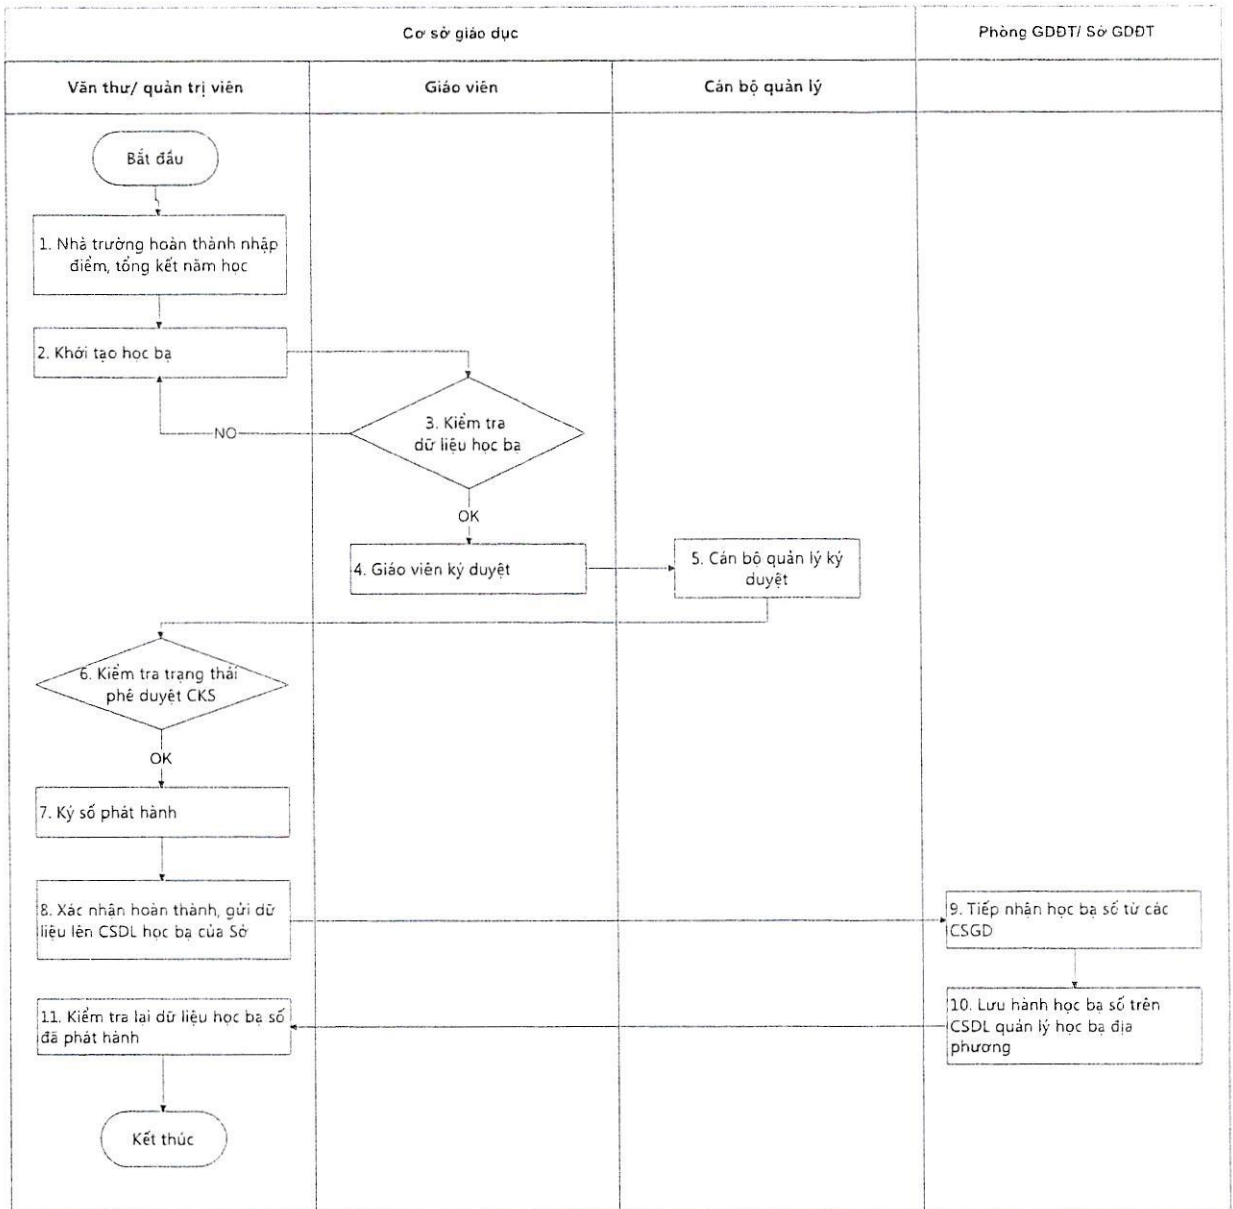 Cơ sở giáo dục
Phòng GDĐT/ Sở GDĐT
Văn thư/ quản trị viên
Giáo viên
Cán bộ quản lý
Bắt đầu
1. Nhà trường hoàn thành nhập
điểm, tổng kết năm học
2. Khởi tạo học bạ
3. Kiểm tra
dữ liệu học bạ
NO
OK
4. Giáo viên ký duyệt
5. Cán bộ quản lý ký
duyệt
6. Kiểm tra trạng thái
phê duyệt CKS
OK
7. Ký số phát hành
8. Xác nhận hoàn thành, gửi dữ
liệu lên CSDL học bạ của Sở
9. Tiếp nhận học bạ số từ các
CSGD
10. Lưu hành học bạ số trên
CSDL quản lý học bạ địa
phương
11. Kiểm tra lại dữ liệu học bạ số
đã phát hành
Kết thúc